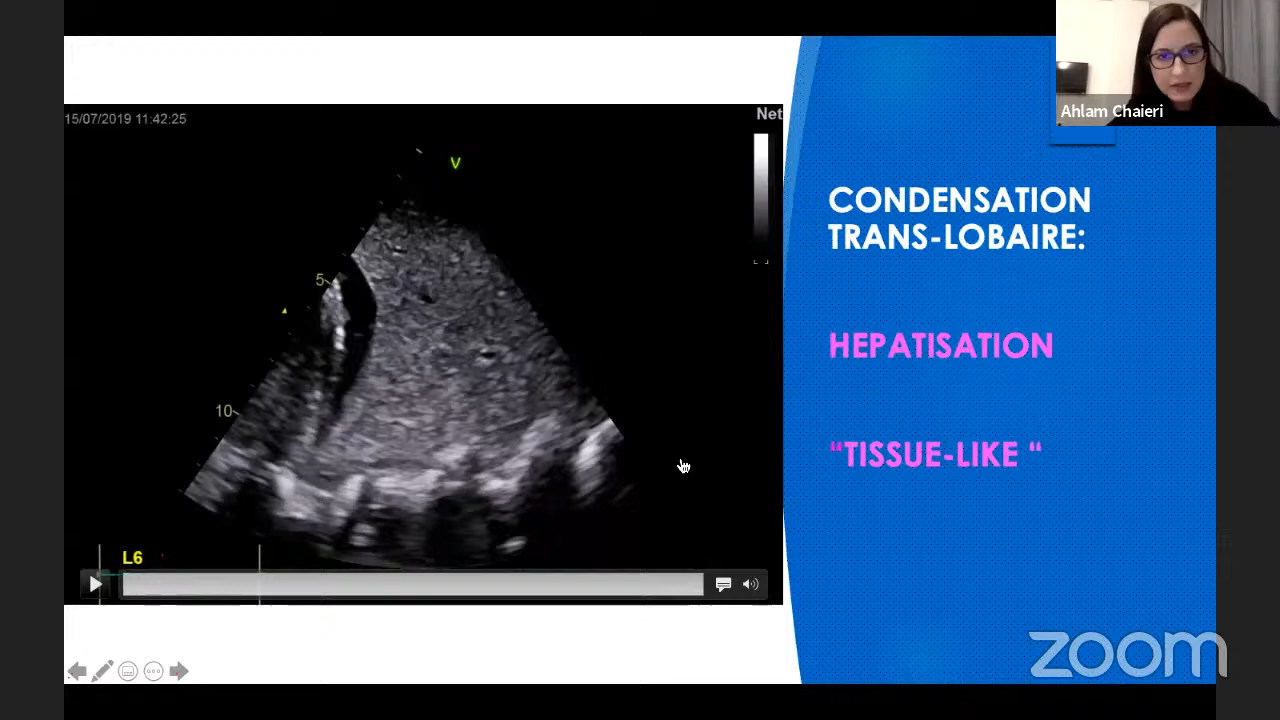 15/07/2019 11:42:25
Net
V
5
10
L6
Ahlam Chaieri
CONDENSATION
TRANS-LOBAIRE:
HEPATISATION
“TISSUE-LIKE “
zoom